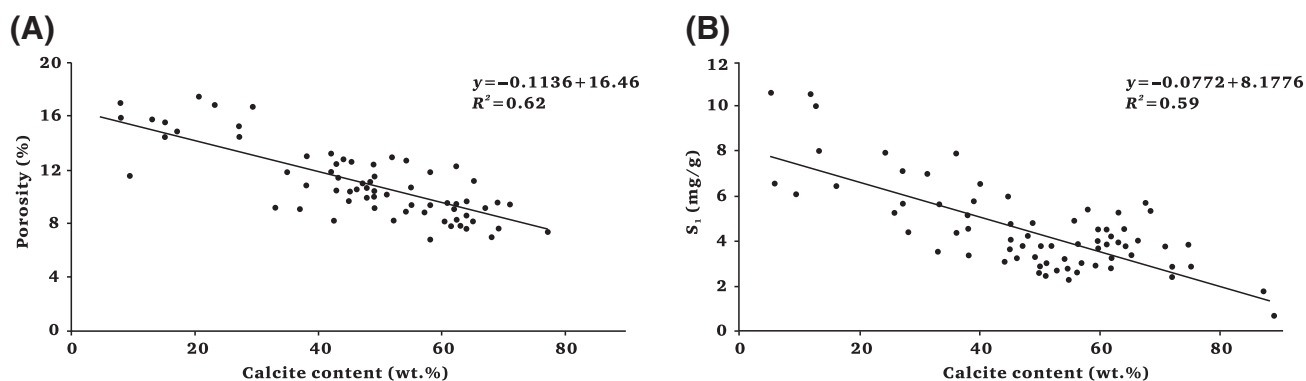 (A)
20
16
12
8
4
0
Porosity (%)
y=−0.1136+16.46
R²=0.62
0 20 40 60 80
Calcite content (wt.%)
(B)
12
10
8
6
4
2
0
S₁ (mg/g)
y=−0.0772+8.1776
R²=0.59
0 20 40 60 80
Calcite content (wt.%)